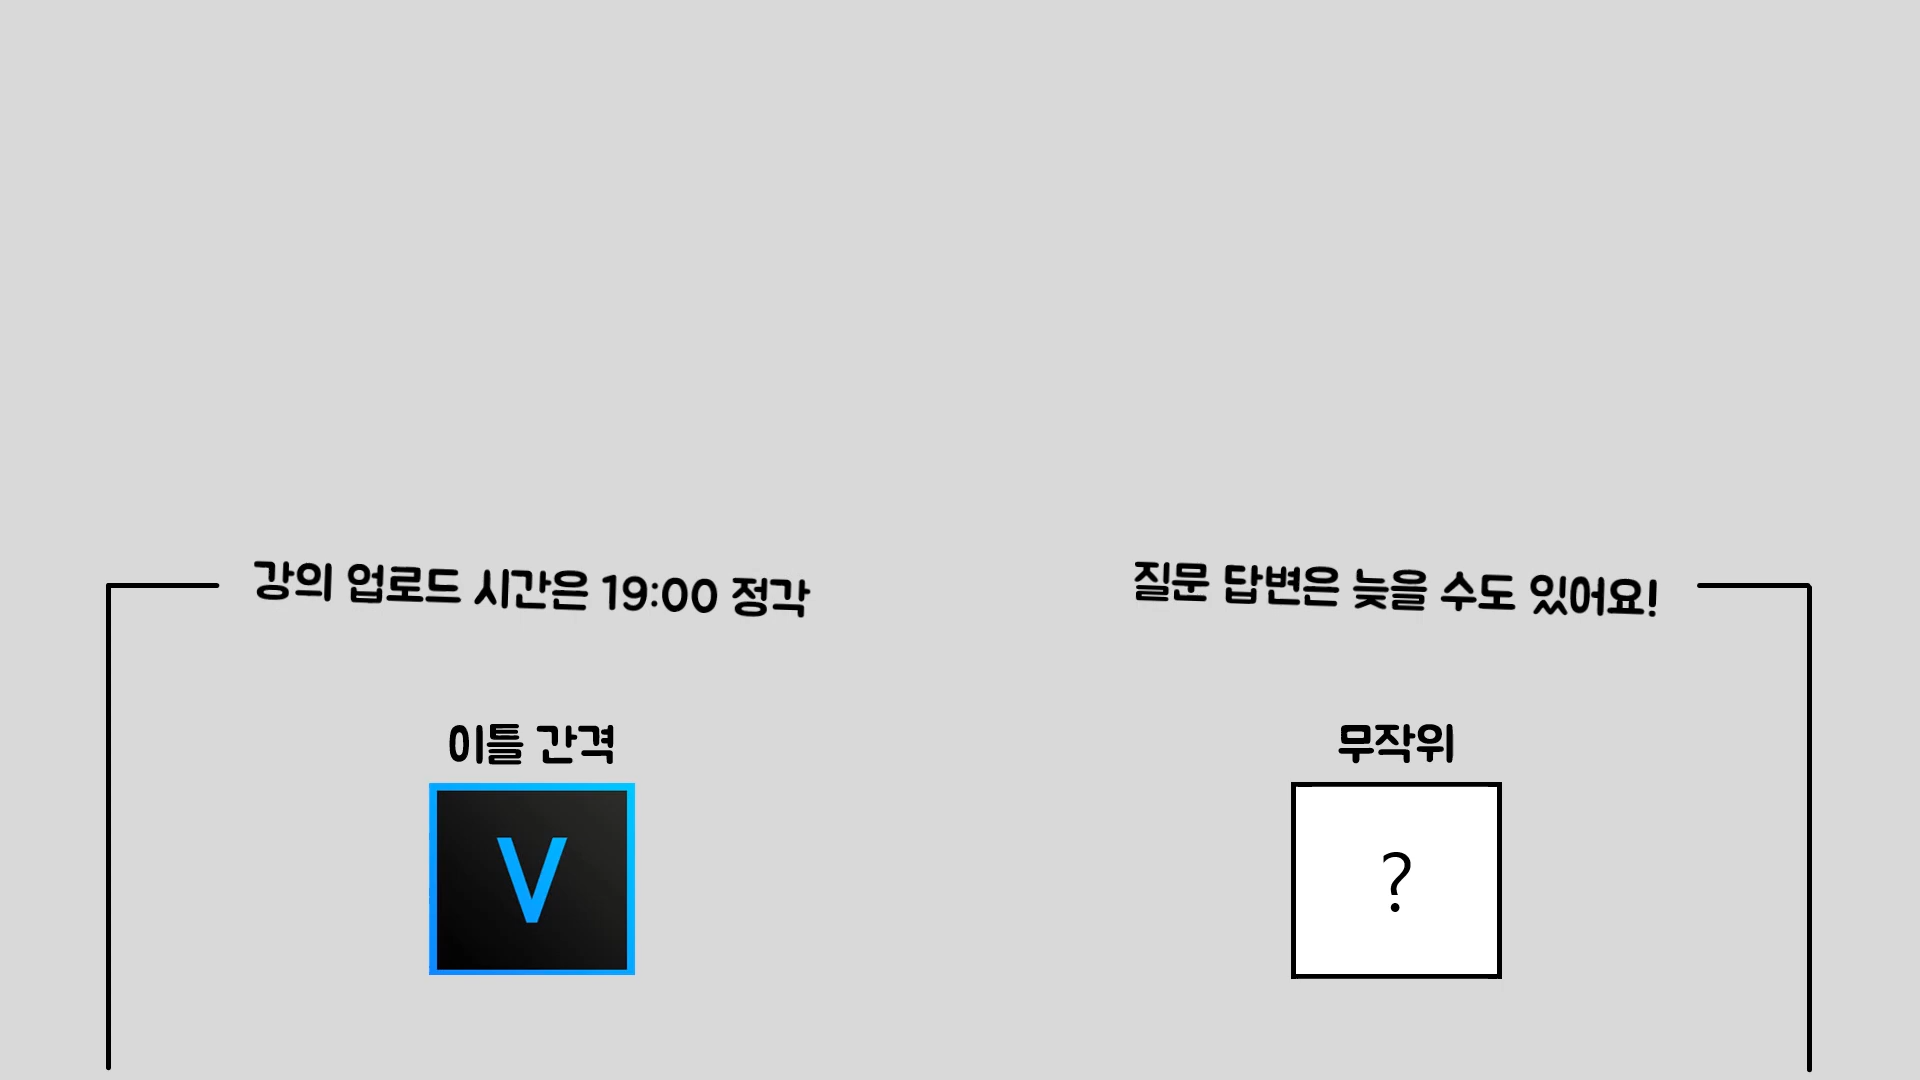 강의 업로드 시간은 19:00 정각
질문 답변은 늦을 수도 있어요!
이틀 간격
무작위
V
?